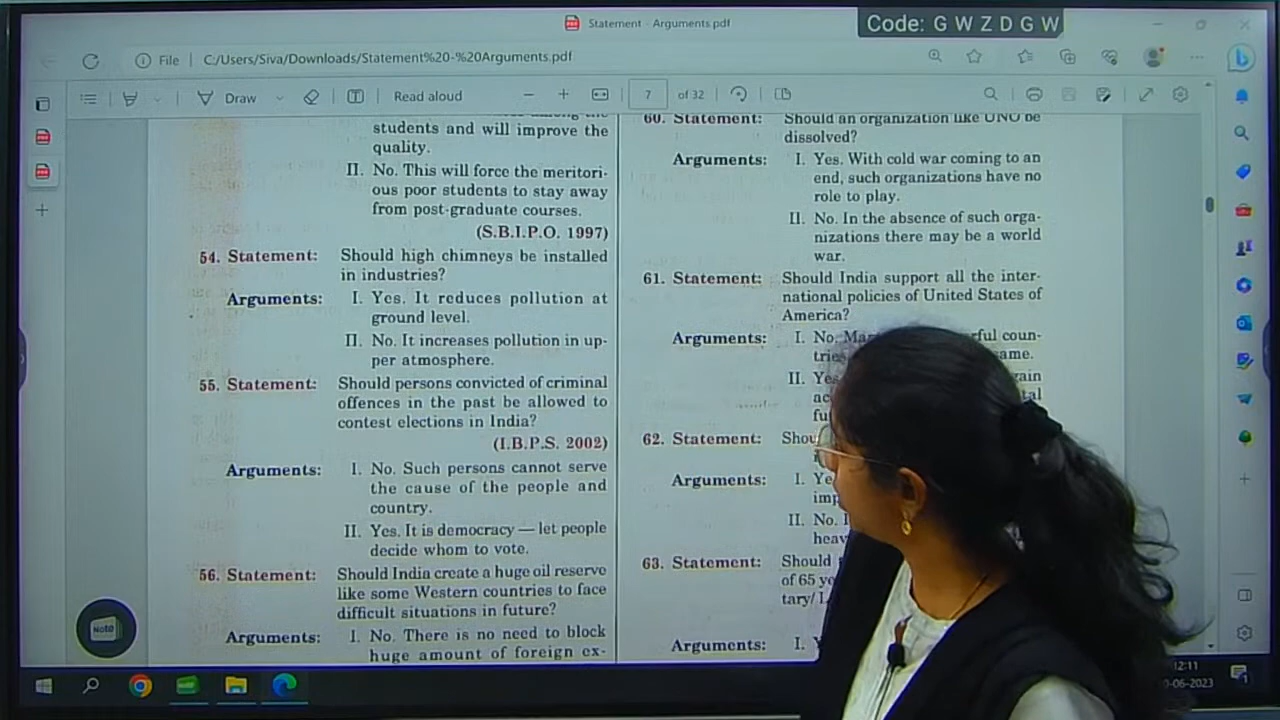 Statement - Arguments.pdf
Code: G W Z D G W
File
C:/Users/Siva/Downloads/Statement%20-%20Arguments.pdf
Draw
Read aloud
7
of 32
students and will improve the
quality.
II. No. This will force the meritori-
ous poor students to stay away
from post-graduate courses.
(S.B.I.P.O. 1997)
54. Statement: Should high chimneys be installed
in industries?
Arguments: I. Yes. It reduces pollution at
ground level.
II. No. It increases pollution in up-
per atmosphere.
55. Statement: Should persons convicted of criminal
offences in the past be allowed to
contest elections in India?
(I.B.P.S. 2002)
Arguments: I. No. Such persons cannot serve
the cause of the people and
country.
II. Yes. It is democracy — let people
decide whom to vote.
56. Statement: Should India create a huge oil reserve
like some Western countries to face
difficult situations in future?
Arguments: I. No. There is no need to block
huge amount of foreign ex-
60. Statement: Should an organization like UNO be
dissolved?
Arguments: I. Yes. With cold war coming to an
end, such organizations have no
role to play.
II. No. In the absence of such orga-
nizations there may be a world
war.
61. Statement: Should India support all the inter-
national policies of United States of
America?
Arguments: I. No. coun-
II.
62. Statement:
Arguments: I.
II. No.
63. Statement: Should
of 65
Arguments: I.
Note
12:11
-06-2023